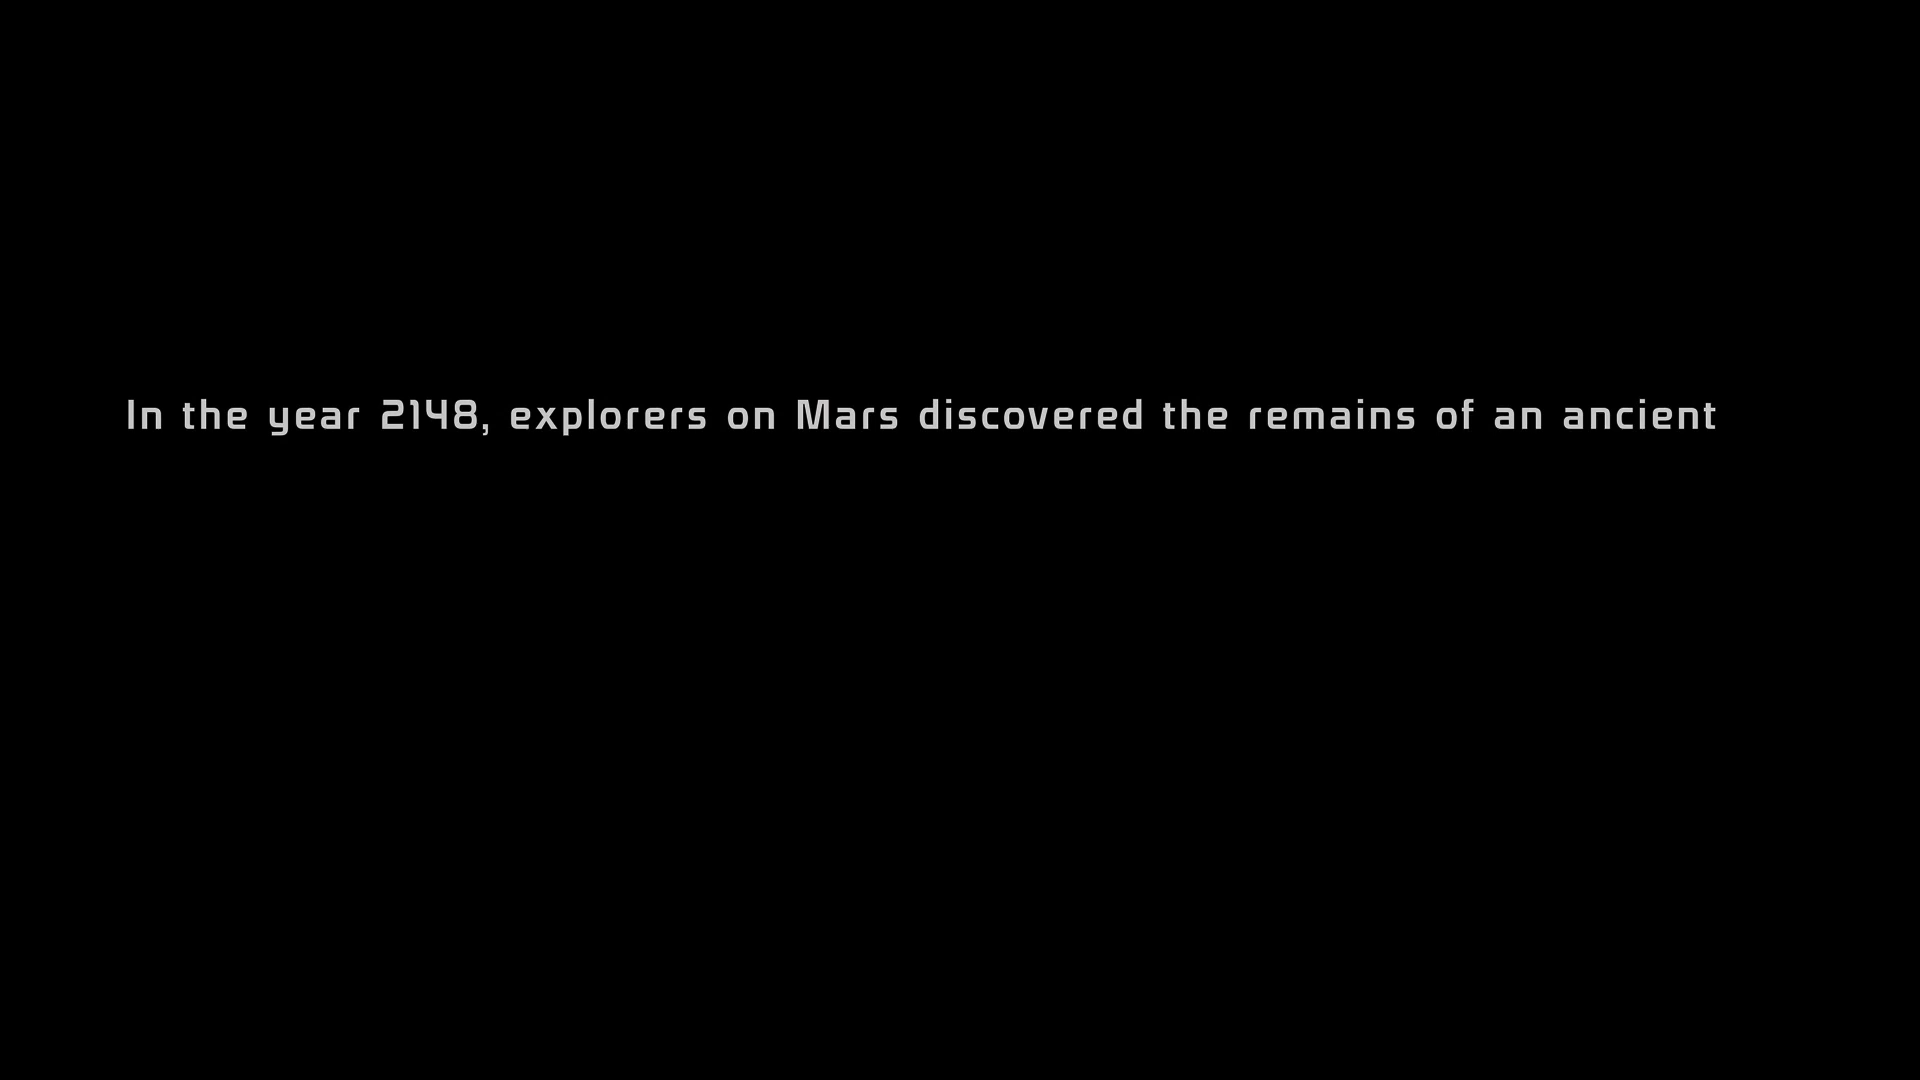 In the year 2148, explorers on Mars discovered the remains of an ancient